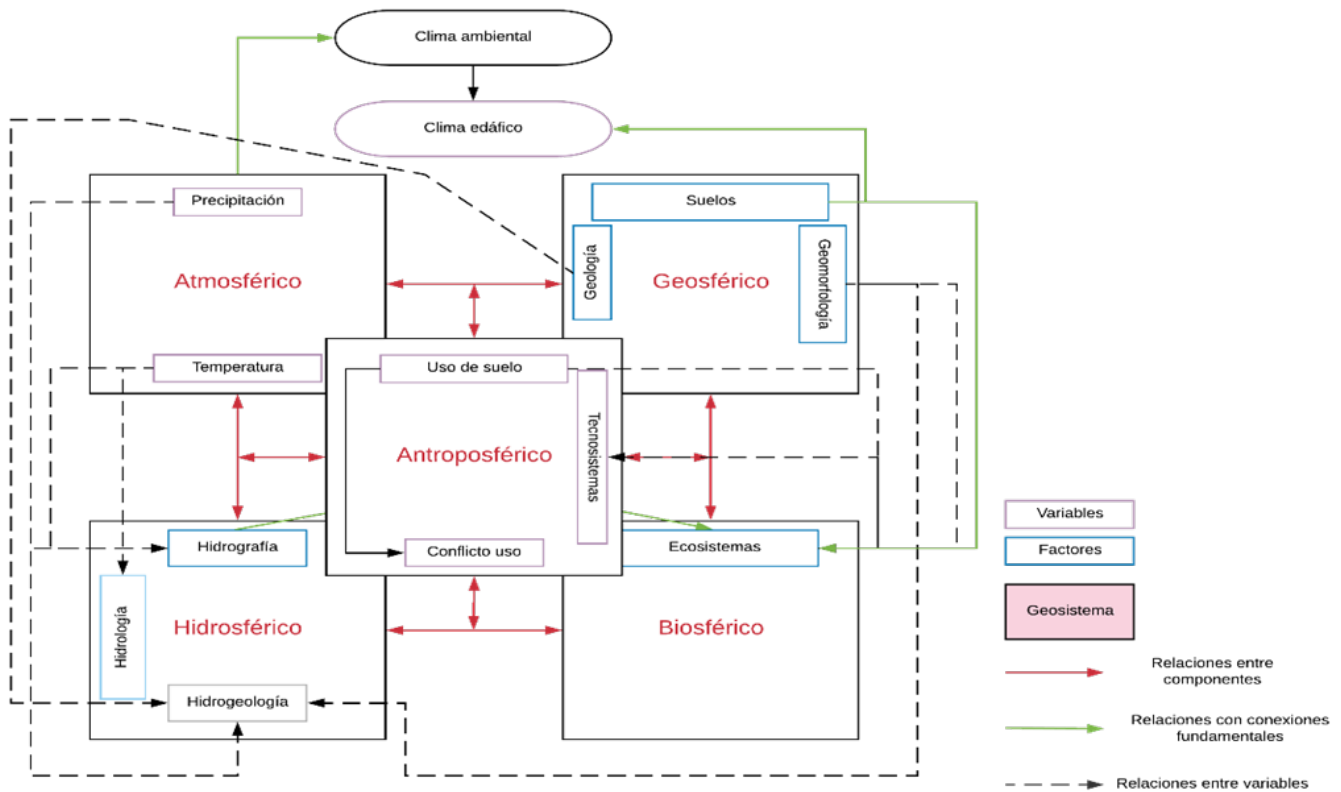 Clima ambiental
Clima edáfico
Precipitación
Atmosférico
Temperatura
Suelos
Geología
Geosférico
Geomorfología
Uso de suelo
Tecnosistemas
Antroposférico
Conflicto uso
Hidrografía
Hidrología
Hidrosférico
Hidrogeología
Ecosistemas
Biosférico
Variables
Factores
Geosistema
Relaciones entre
componentes
Relaciones con conexiones
fundamentales
Relaciones entre variables